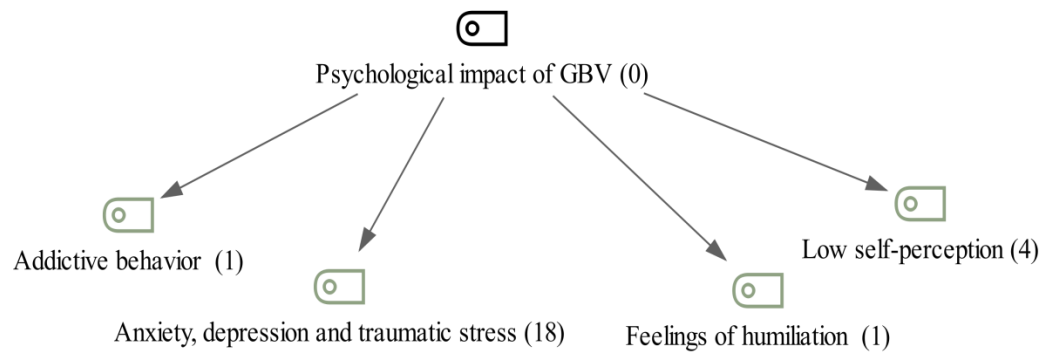 Psychological impact of GBV (0)
Addictive behavior (1)
Low self-perception (4)
Anxiety, depression and traumatic stress (18)
Feelings of humiliation (1)